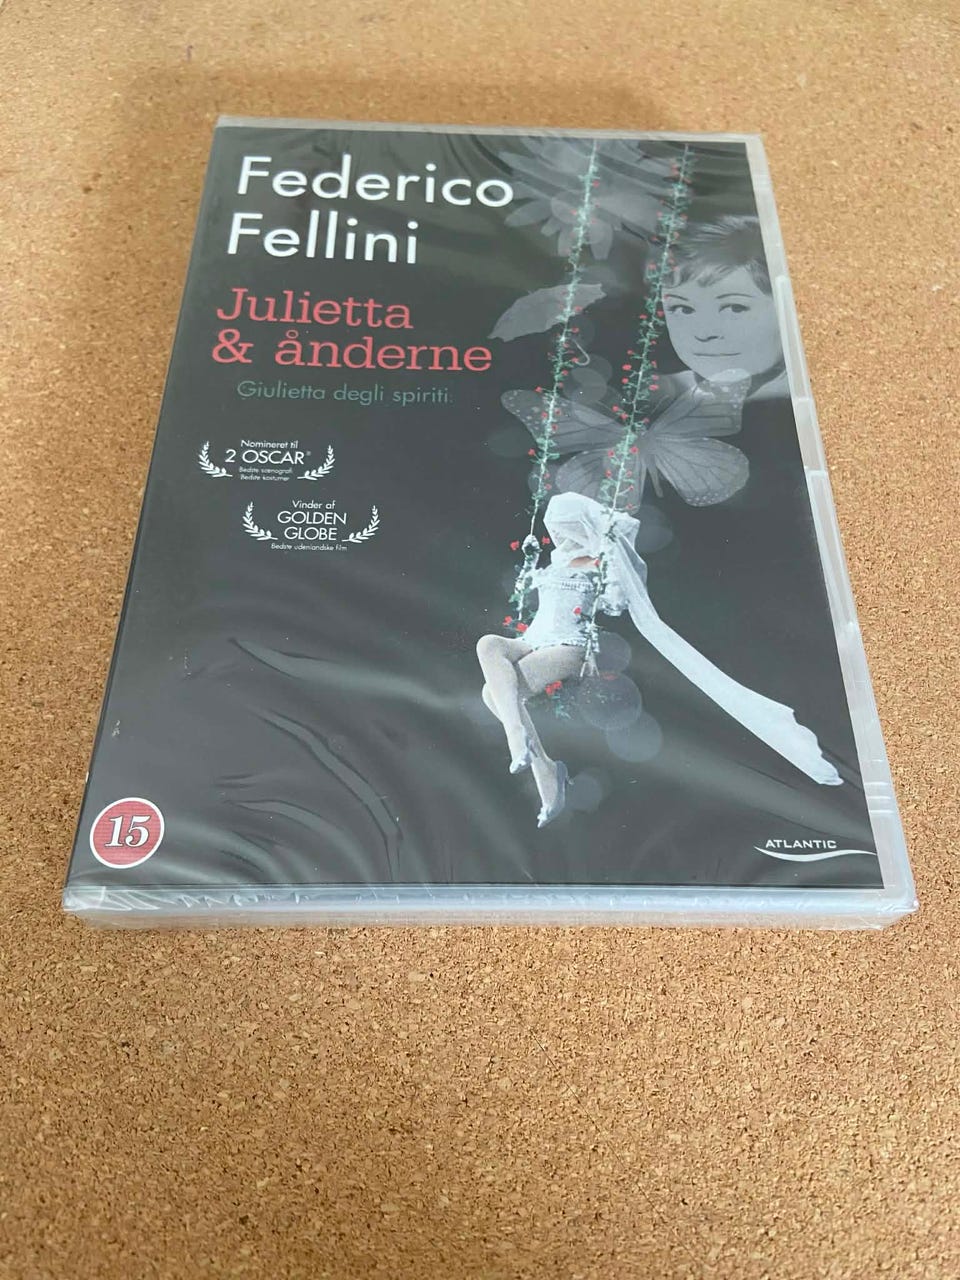 Federico
Fellini
Julietta
& ånderne
Giulietta degli spiriti
Nomineret til
2 OSCAR®
Bedste scenografi
Bedste kostumer
Vinder af
GOLDEN
GLOBE
Bedste udenlandske film
15
ATLANTIC